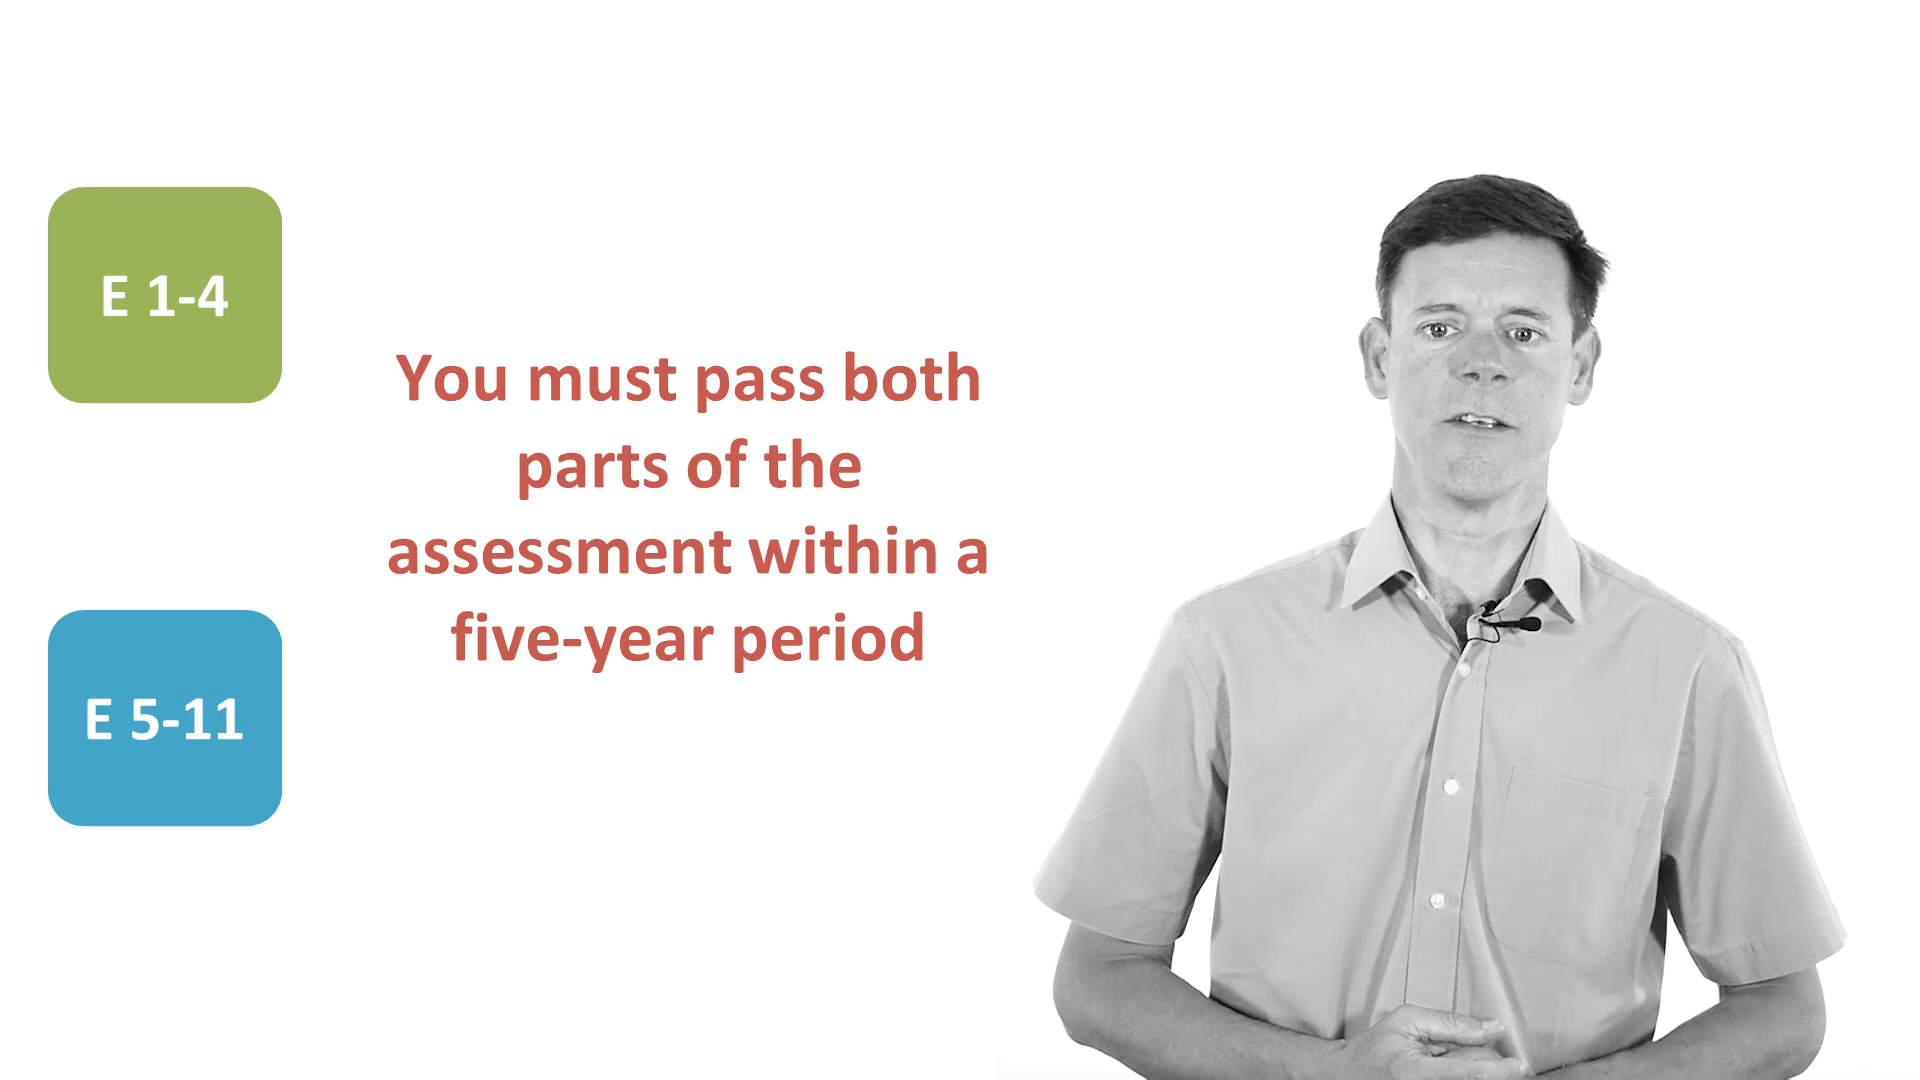 E 1-4
You must pass both
parts of the
assessment within a
five-year period
E 5-11